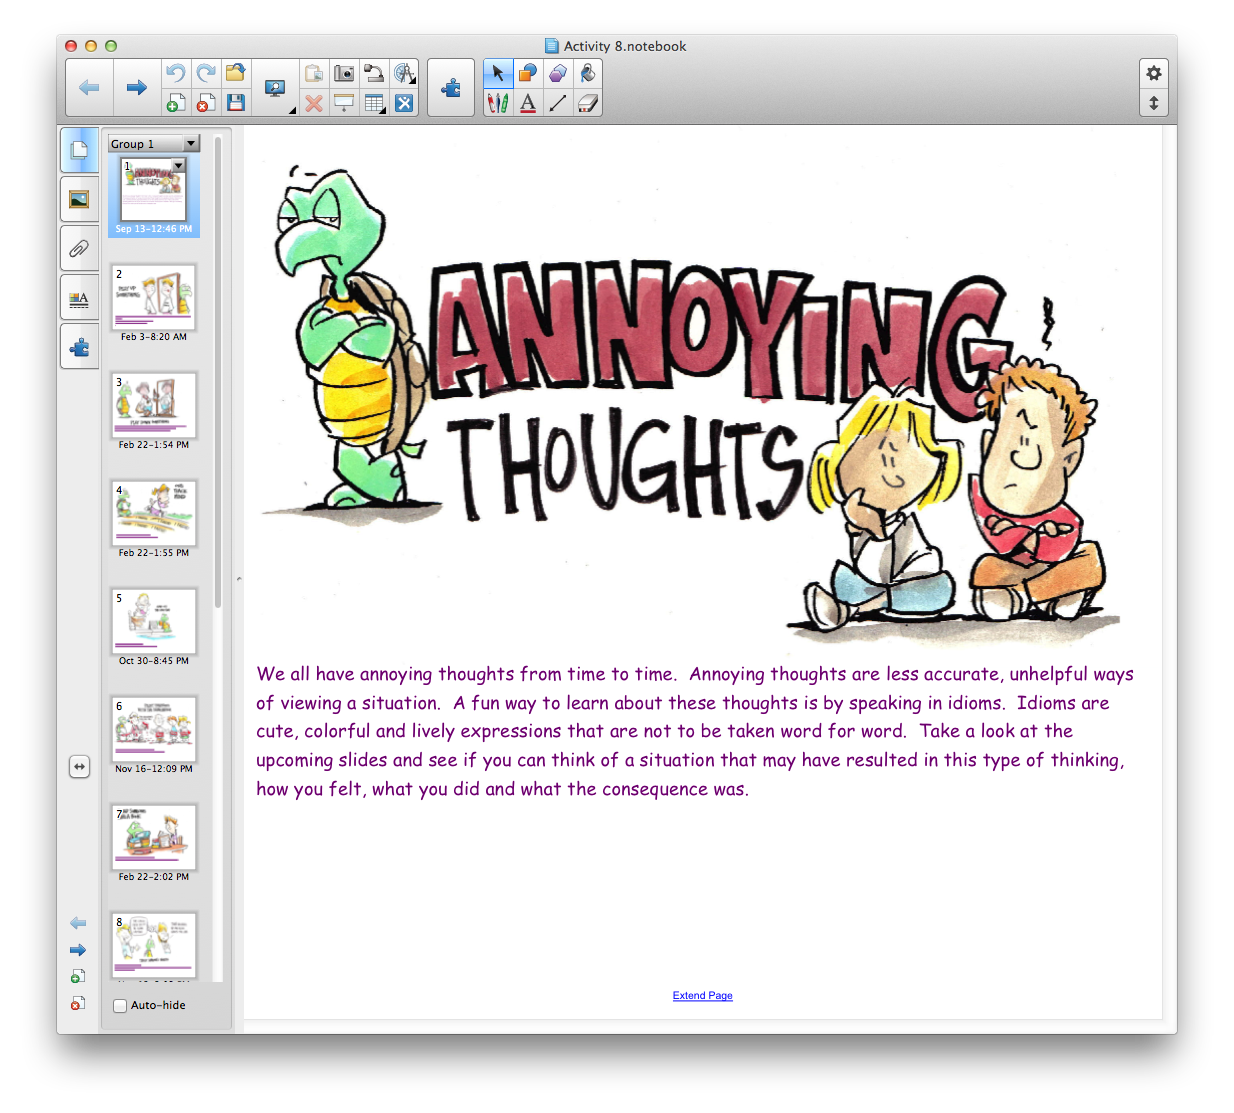 Activity 8.notebook
Group 1
1
Sep 13-12:46 PM
2
Feb 3-8:20 AM
3
Feb 22-1:54 PM
4
Feb 22-1:55 PM
5
Oct 30-8:45 PM
6
Nov 16-12:09 PM
7
Feb 22-2:02 PM
8
Auto-hide
ANNOYING
THOUGHTS
We all have annoying thoughts from time to time.  Annoying thoughts are less accurate, unhelpful ways
of viewing a situation.  A fun way to learn about these thoughts is by speaking in idioms.  Idioms are
cute, colorful and lively expressions that are not to be taken word for word.  Take a look at the
upcoming slides and see if you can think of a situation that may have resulted in this type of thinking,
how you felt, what you did and what the consequence was.
Extend Page